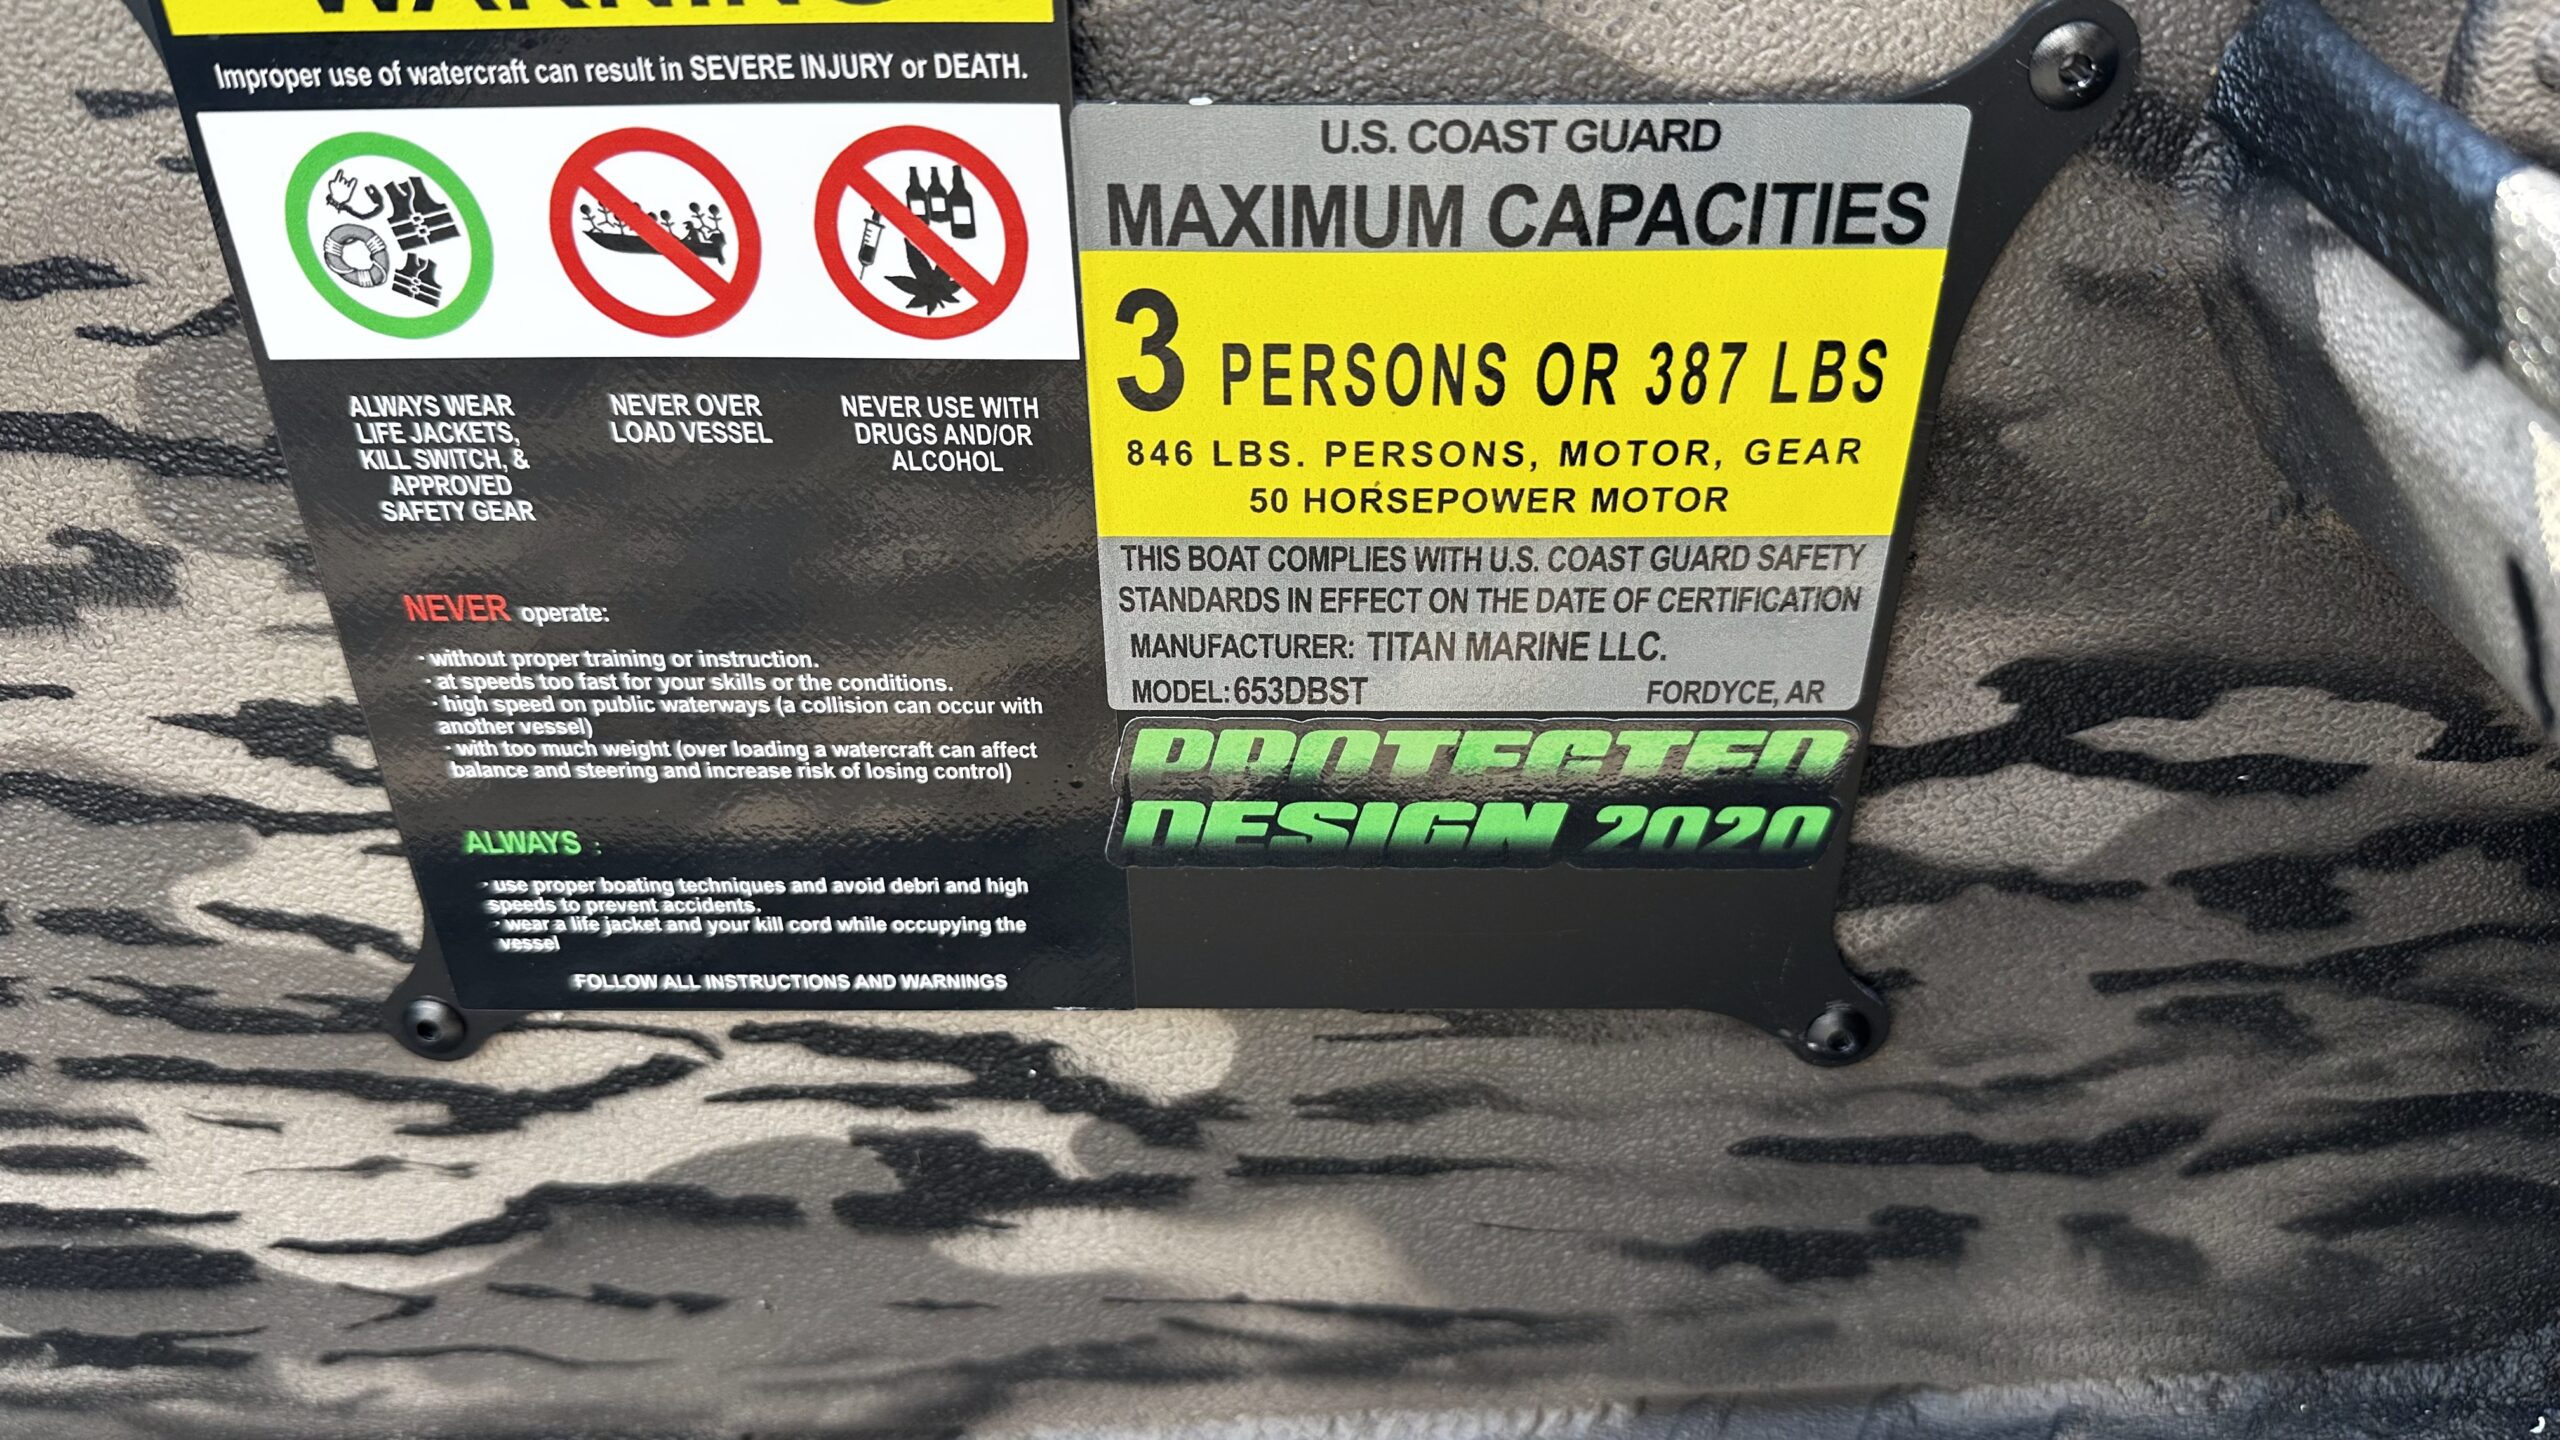 WARNING
Improper use of watercraft can result in SEVERE INJURY or DEATH.
ALWAYS WEAR
LIFE JACKETS,
KILL SWITCH, &
APPROVED
SAFETY GEAR
NEVER OVER
LOAD VESSEL
NEVER USE WITH
DRUGS AND/OR
ALCOHOL
NEVER operate:
· without proper training or instruction.
· at speeds too fast for your skills or the conditions.
· high speed on public waterways (a collision can occur with
another vessel)
· with too much weight (over loading a watercraft can affect
balance and steering and increase risk of losing control)
ALWAYS :
· use proper boating techniques and avoid debri and high
speeds to prevent accidents.
· wear a life jacket and your kill cord while occupying the
vessel
FOLLOW ALL INSTRUCTIONS AND WARNINGS
U.S. COAST GUARD
MAXIMUM CAPACITIES
3 PERSONS OR 387 LBS
846 LBS. PERSONS, MOTOR, GEAR
50 HORSEPOWER MOTOR
THIS BOAT COMPLIES WITH U.S. COAST GUARD SAFETY
STANDARDS IN EFFECT ON THE DATE OF CERTIFICATION
MANUFACTURER: TITAN MARINE LLC.
MODEL:653DBST FORDYCE, AR
PROTECTED
DESIGN 2020